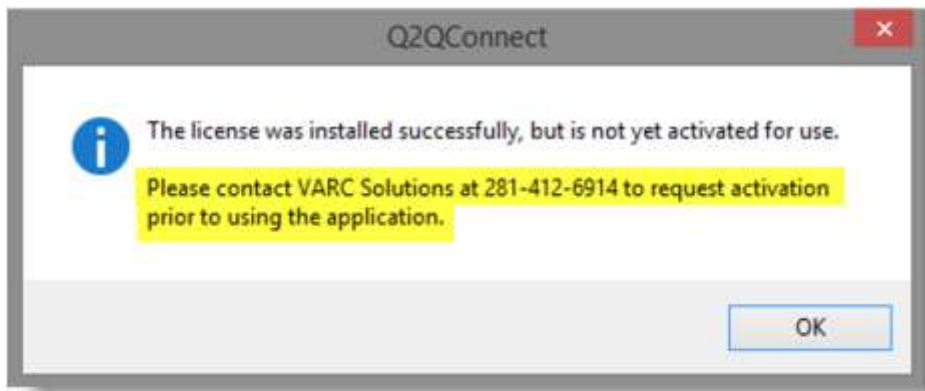 Q2QConnect
The license was installed successfully, but is not yet activated for use.
Please contact VARC Solutions at 281-412-6914 to request activation
prior to using the application.
OK